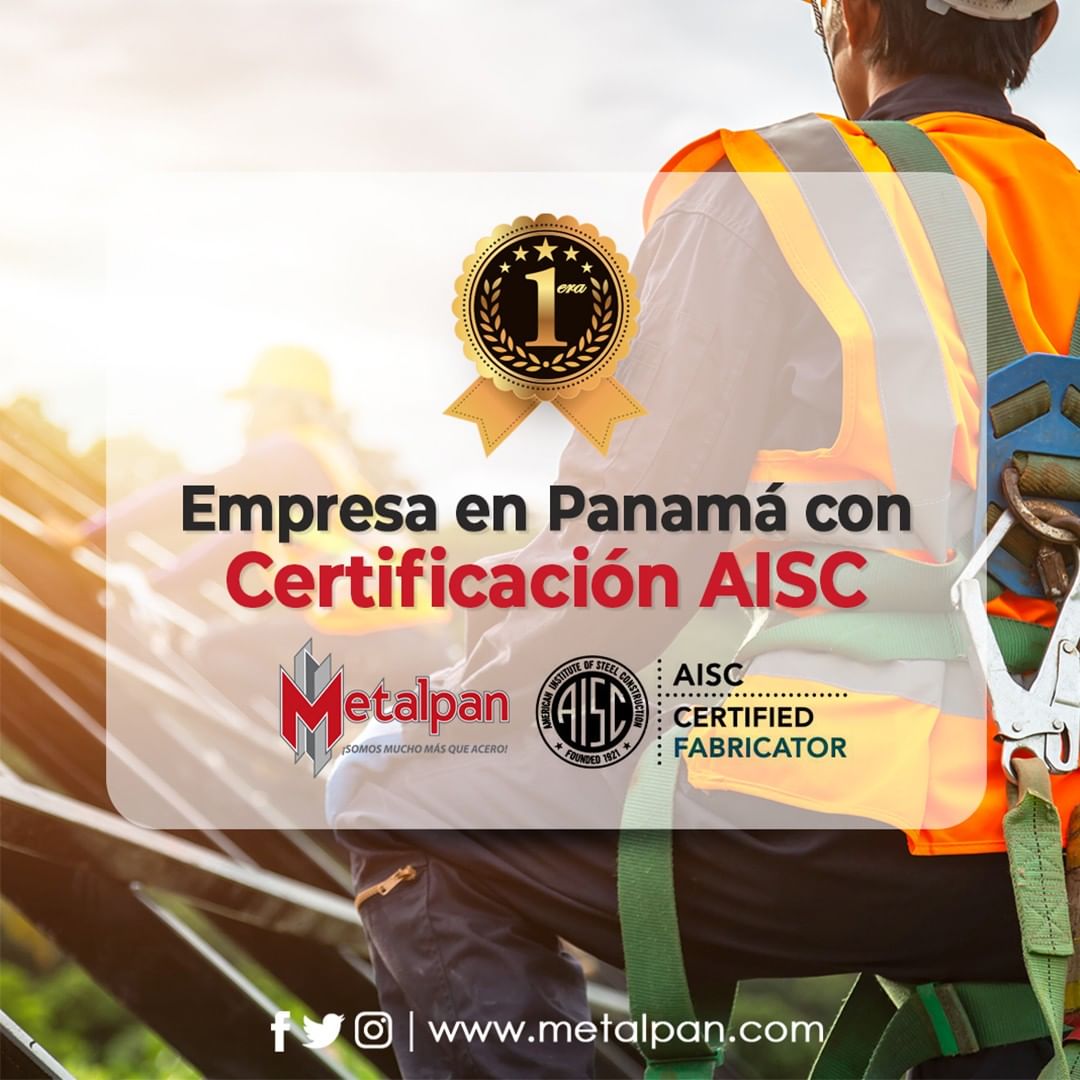 1era
Empresa en Panamá con
Certificación AISC
Metalpan
¡SOMOS MUCHO MÁS QUE ACERO!
AMERICAN INSTITUTE OF STEEL CONSTRUCTION
AISC
FOUNDED 1921
AISC
CERTIFIED
FABRICATOR
| www.metalpan.com